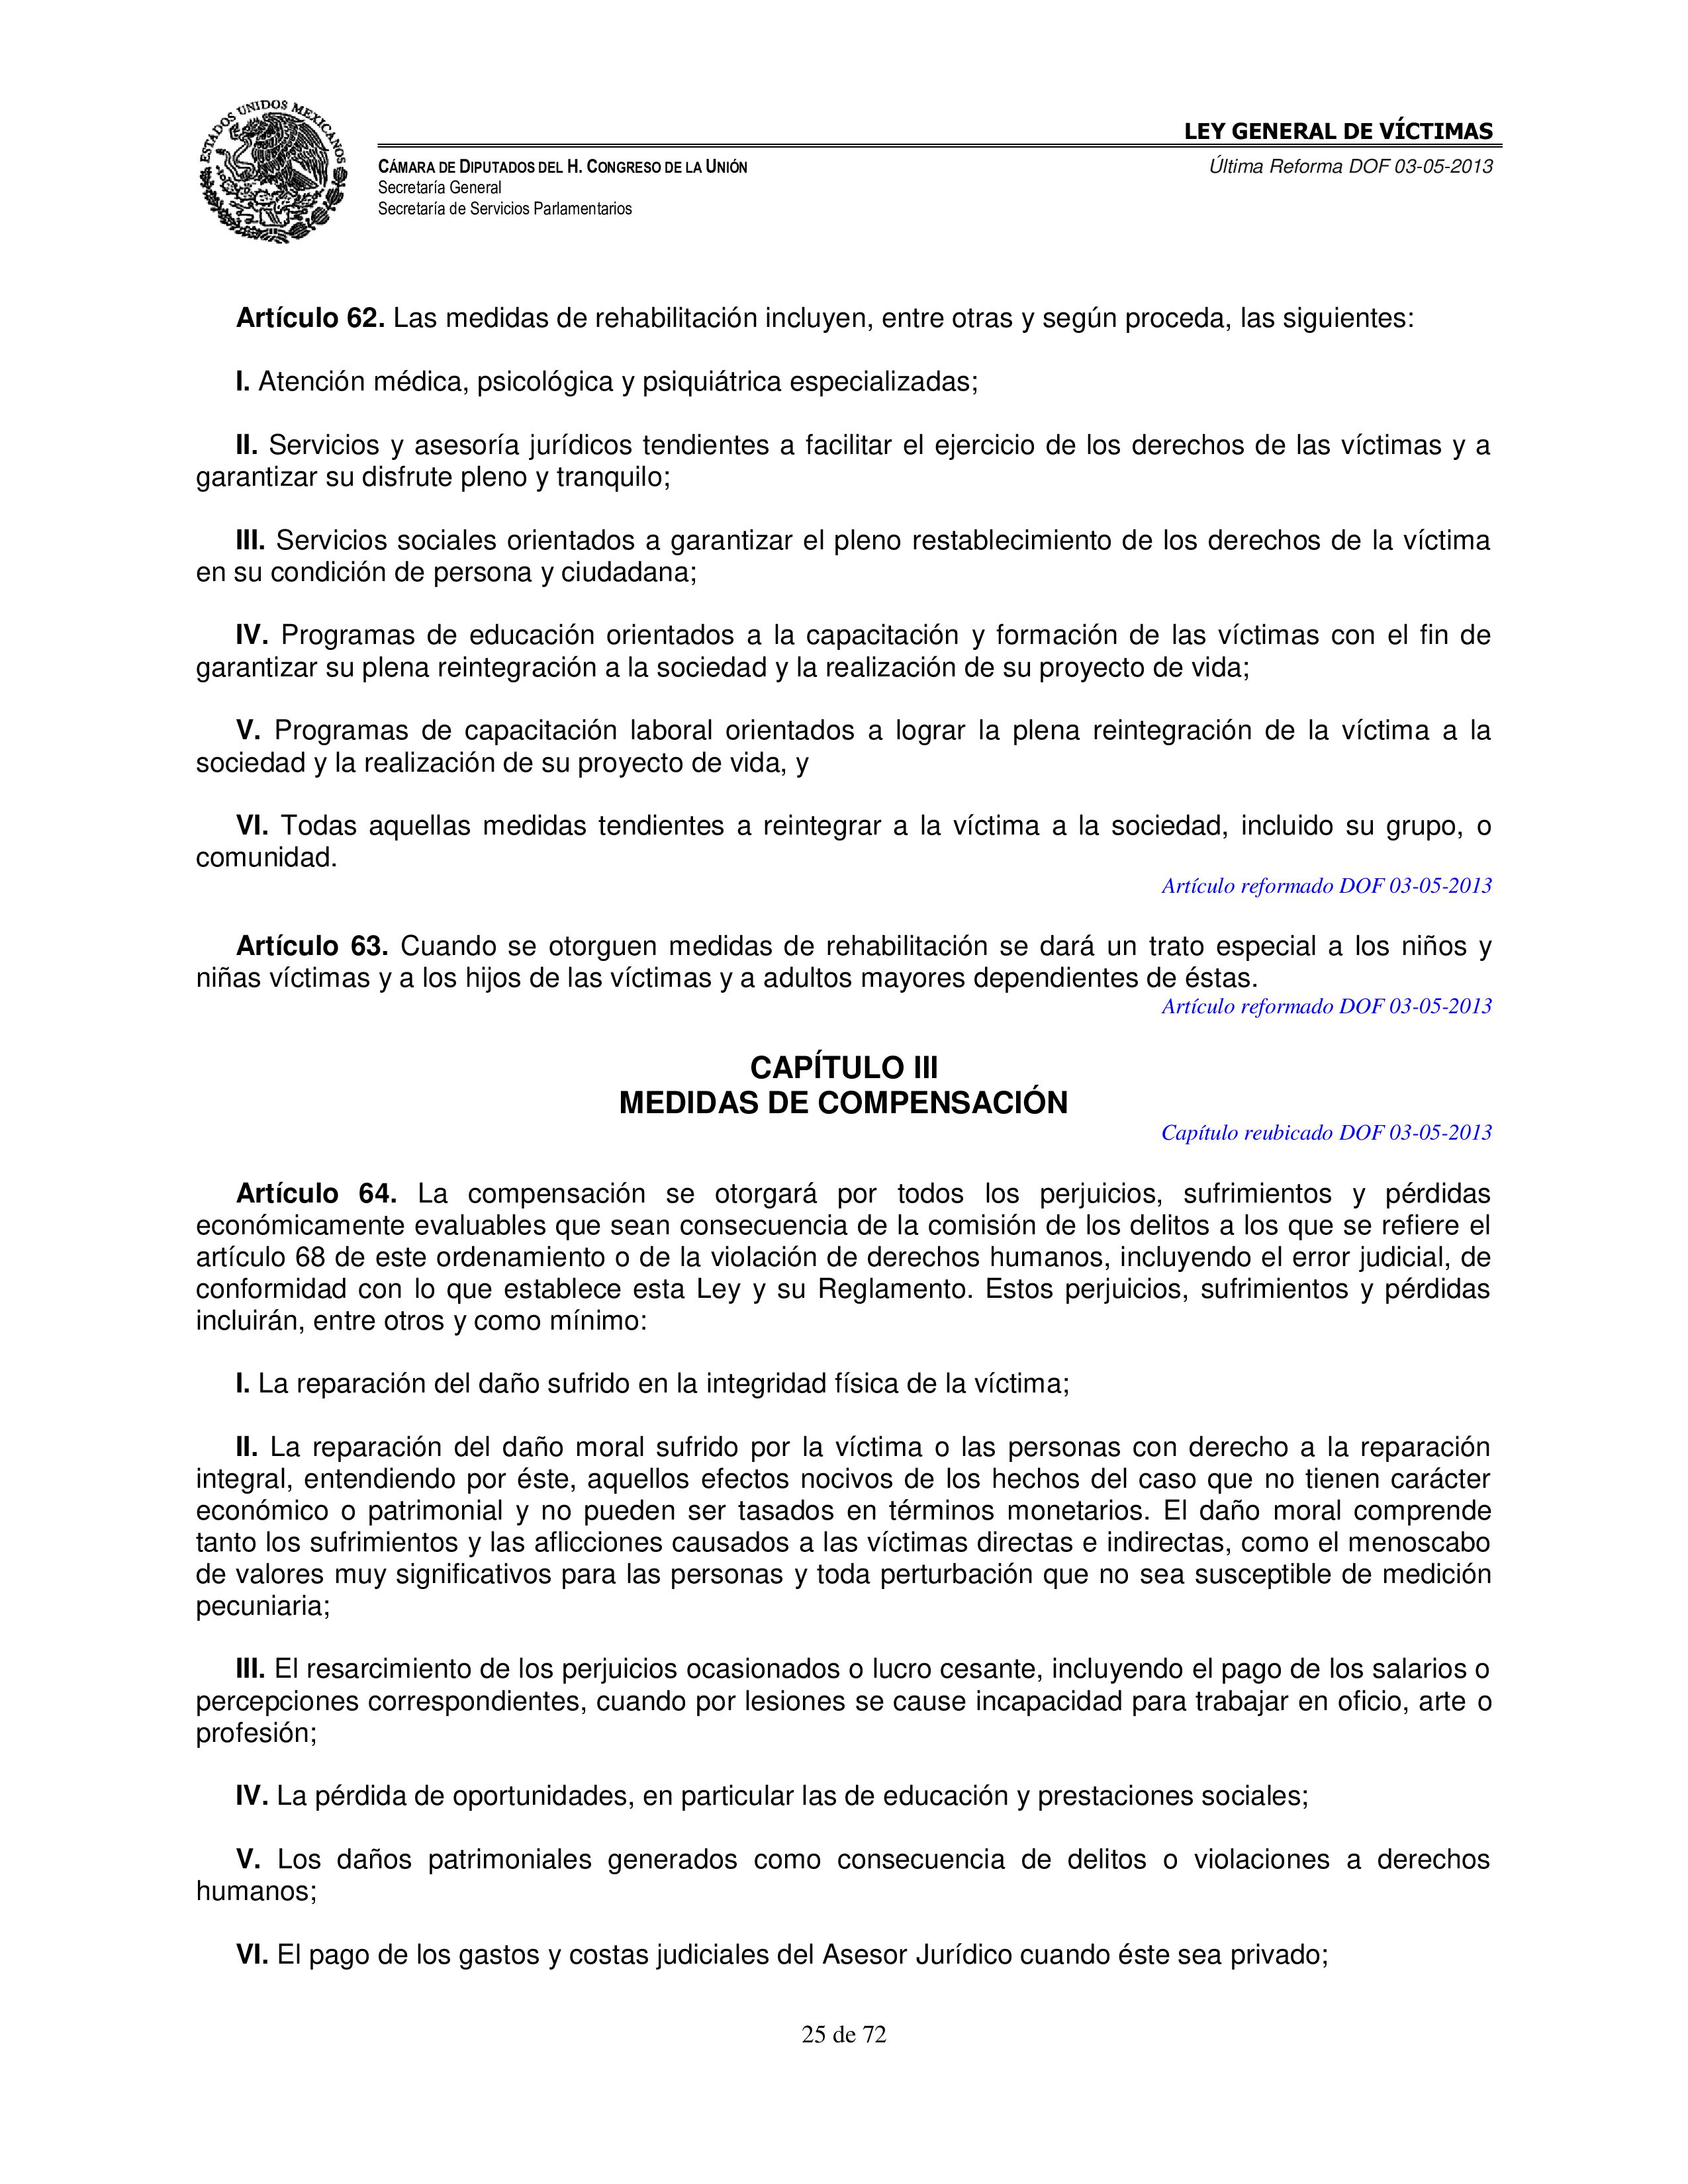 ESTADOS UNIDOS MEXICANOS
LEY GENERAL DE VÍCTIMAS
CÁMARA DE DIPUTADOS DEL H. CONGRESO DE LA UNIÓN
Última Reforma DOF 03-05-2013
Secretaría General
Secretaría de Servicios Parlamentarios
Artículo 62. Las medidas de rehabilitación incluyen, entre otras y según proceda, las siguientes:
I. Atención médica, psicológica y psiquiátrica especializadas;
II. Servicios y asesoría jurídicos tendientes a facilitar el ejercicio de los derechos de las víctimas y a
garantizar su disfrute pleno y tranquilo;
III. Servicios sociales orientados a garantizar el pleno restablecimiento de los derechos de la víctima
en su condición de persona y ciudadana;
IV. Programas de educación orientados a la capacitación y formación de las víctimas con el fin de
garantizar su plena reintegración a la sociedad y la realización de su proyecto de vida;
V. Programas de capacitación laboral orientados a lograr la plena reintegración de la víctima a la
sociedad y la realización de su proyecto de vida, y
VI. Todas aquellas medidas tendientes a reintegrar a la víctima a la sociedad, incluido su grupo, o
comunidad.
Artículo reformado DOF 03-05-2013
Artículo 63. Cuando se otorguen medidas de rehabilitación se dará un trato especial a los niños y
niñas víctimas y a los hijos de las víctimas y a adultos mayores dependientes de éstas.
Artículo reformado DOF 03-05-2013
CAPÍTULO III
MEDIDAS DE COMPENSACIÓN
Capítulo reubicado DOF 03-05-2013
Artículo 64. La compensación se otorgará por todos los perjuicios, sufrimientos y pérdidas
económicamente evaluables que sean consecuencia de la comisión de los delitos a los que se refiere el
artículo 68 de este ordenamiento o de la violación de derechos humanos, incluyendo el error judicial, de
conformidad con lo que establece esta Ley y su Reglamento. Estos perjuicios, sufrimientos y pérdidas
incluirán, entre otros y como mínimo:
I. La reparación del daño sufrido en la integridad física de la víctima;
II. La reparación del daño moral sufrido por la víctima o las personas con derecho a la reparación
integral, entendiendo por éste, aquellos efectos nocivos de los hechos del caso que no tienen carácter
económico o patrimonial y no pueden ser tasados en términos monetarios. El daño moral comprende
tanto los sufrimientos y las aflicciones causados a las víctimas directas e indirectas, como el menoscabo
de valores muy significativos para las personas y toda perturbación que no sea susceptible de medición
pecuniaria;
III. El resarcimiento de los perjuicios ocasionados o lucro cesante, incluyendo el pago de los salarios o
percepciones correspondientes, cuando por lesiones se cause incapacidad para trabajar en oficio, arte o
profesión;
IV. La pérdida de oportunidades, en particular las de educación y prestaciones sociales;
V. Los daños patrimoniales generados como consecuencia de delitos o violaciones a derechos
humanos;
VI. El pago de los gastos y costas judiciales del Asesor Jurídico cuando éste sea privado;
25 de 72